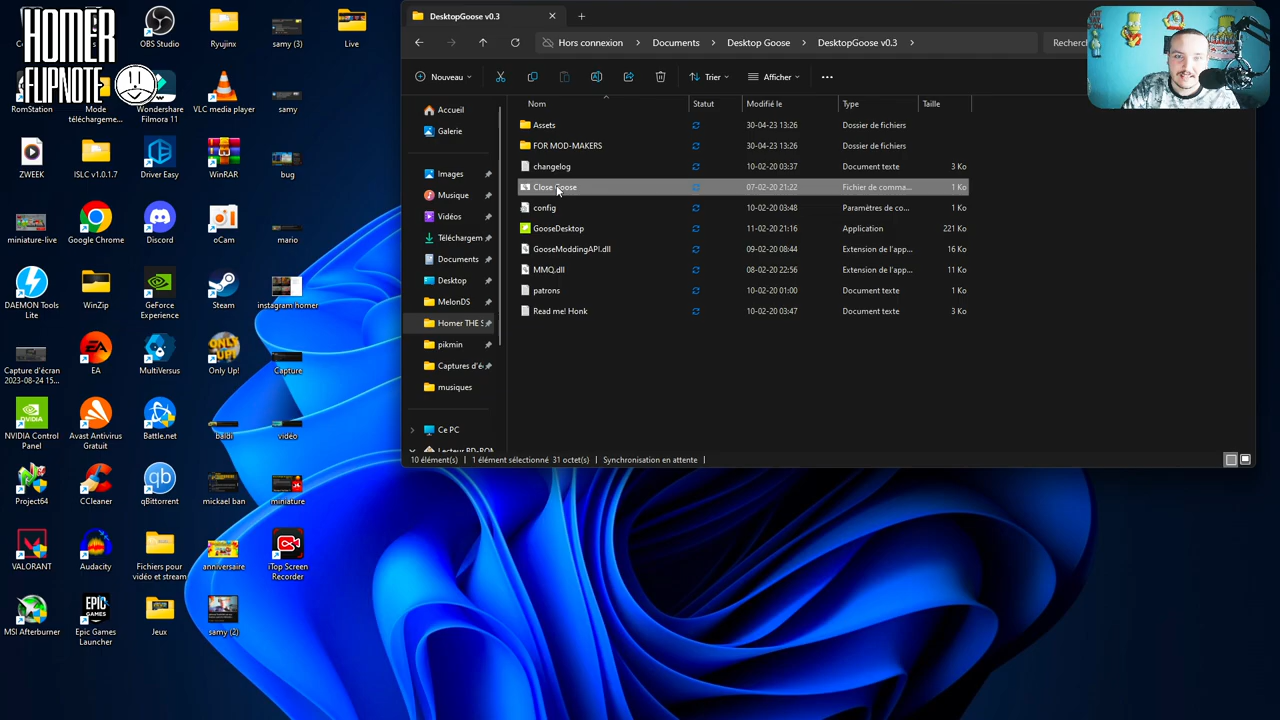 HOMER
FLIPNOTE
OBS Studio
Ryujinx
samy (3)
Live
RomStation
Mode
téléchargeme...
Wondershare
Filmora 11
VLC media player
samy
ZWEEK
ISLC v1.0.1.7
Driver Easy
WinRAR
bug
miniature-live
Google Chrome
Discord
oCam
mario
DAEMON Tools
Lite
WinZip
GeForce
Experience
Steam
instagram homer
Capture d'écran
2023-08-24 15...
EA
MultiVersus
ONLY
UP!
Only Up!
Capture
NVIDIA Control
Panel
Avast Antivirus
Gratuit
Battle.net
baldi
video
Project64
CCleaner
qb
qBittorrent
mickael ban
miniature
VALORANT
Audacity
Fichiers pour
vidéo et stream
anniversaire
iTop Screen
Recorder
MSI Afterburner
EPIC
GAMES
Epic Games
Launcher
Jeux
samy (2)
DesktopGoose v0.3
Hors connexion > Documents > Desktop Goose > DesktopGoose v0.3 >
Recherc
Nouveau
Trier
Afficher
Nom
Statut
Modifié le
Type
Taille
Accueil
Galerie
Images
Musique
Vidéos
Téléchargem
Documents
Desktop
MelonDS
Homer THE S
pikmin
Captures d'é
musiques
Ce PC
Lecteur BD-ROM
Assets 30-04-23 13:26 Dossier de fichiers
FOR MOD-MAKERS 30-04-23 13:26 Dossier de fichiers
changelog 10-02-20 03:37 Document texte 3 Ko
Close Goose 07-02-20 21:22 Fichier de comma... 1 Ko
config 10-02-20 03:48 Paramètres de co... 1 Ko
GooseDesktop 11-02-20 21:16 Application 221 Ko
GooseModdingAPI.dll 09-02-20 08:44 Extension de l'app... 16 Ko
MMQ.dll 08-02-20 22:56 Extension de l'app... 11 Ko
patrons 10-02-20 01:00 Document texte 1 Ko
Read me! Honk 10-02-20 03:47 Document texte 3 Ko
10 élément(s) | 1 élément sélectionné 31 octet(s) | Synchronisation en attente |